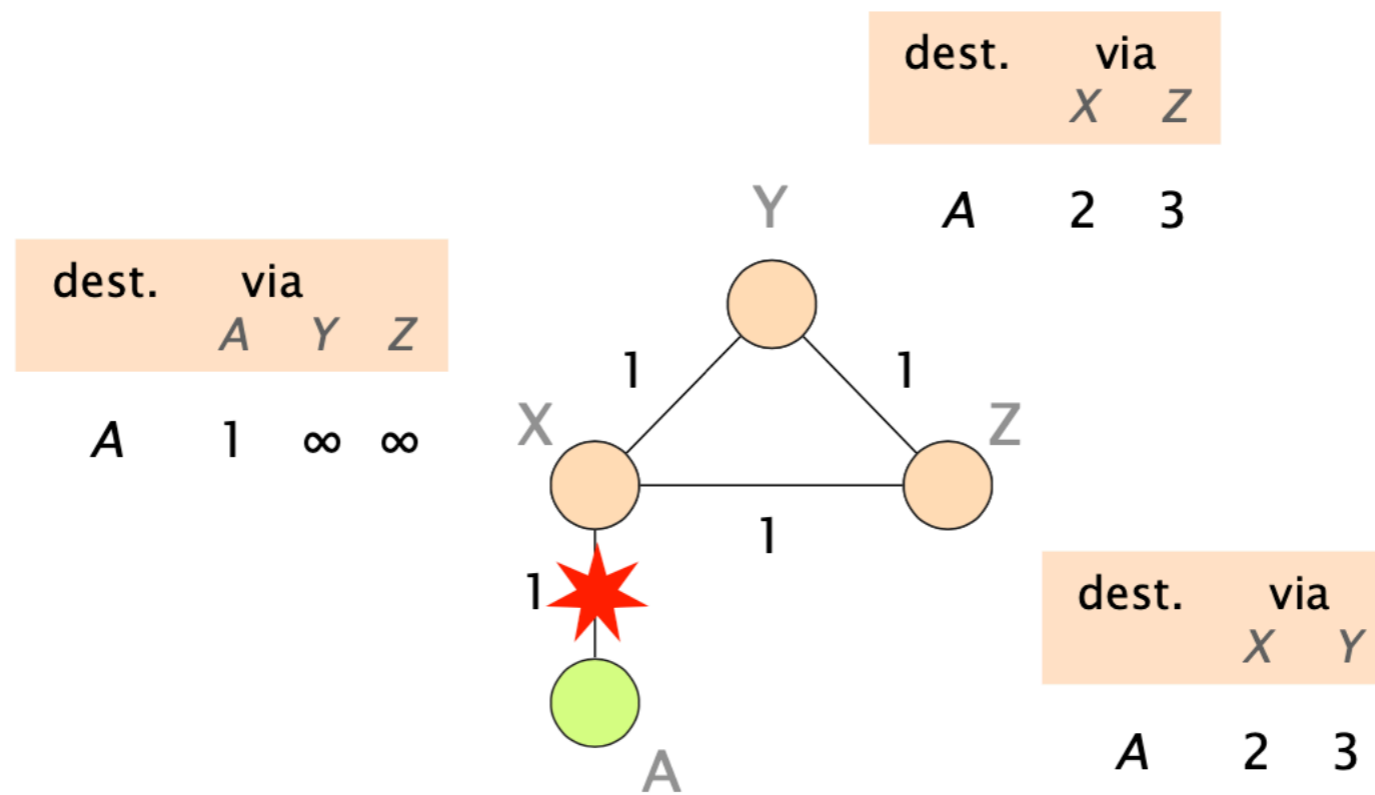 dest. via
X Z
A 2 3
Y
dest. via
A Y Z
A 1 ∞ ∞
1
1
X
Z
1
1
dest. via
X Y
A 2 3
A